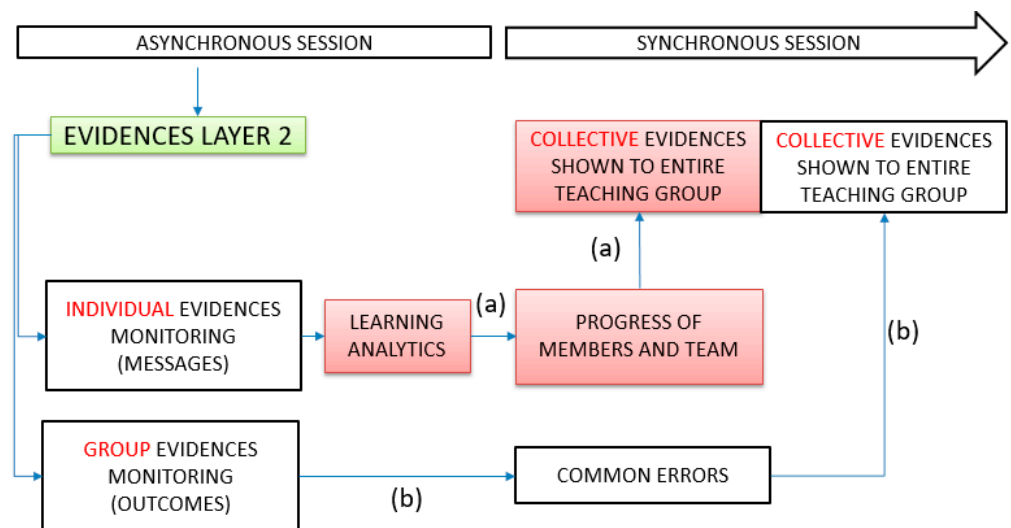 ASYNCHRONOUS SESSION
SYNCHRONOUS SESSION
EVIDENCES LAYER 2
COLLECTIVE EVIDENCES
SHOWN TO ENTIRE
TEACHING GROUP
COLLECTIVE EVIDENCES
SHOWN TO ENTIRE
TEACHING GROUP
(a)
INDIVIDUAL EVIDENCES
MONITORING
(MESSAGES)
LEARNING
ANALYTICS
(a)
PROGRESS OF
MEMBERS AND TEAM
(b)
GROUP EVIDENCES
MONITORING
(OUTCOMES)
(b)
COMMON ERRORS